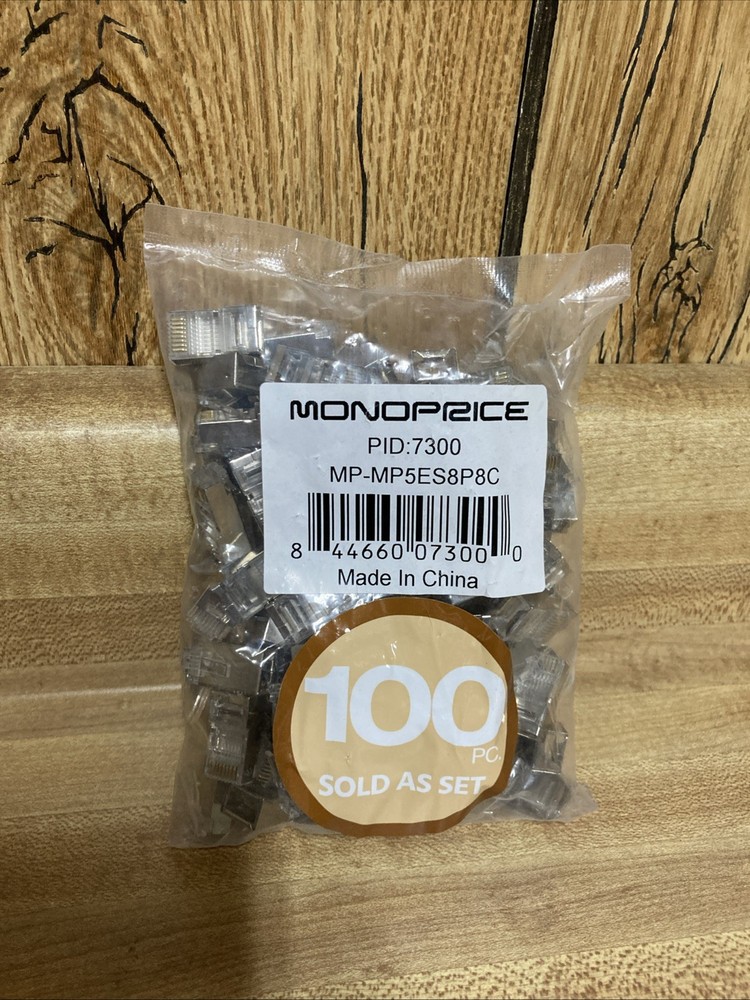 MONOPRICE
PID:7300
MP-MP5ES8P8C
8 44660 07300 0
Made In China
100
PC.
SOLD AS SET